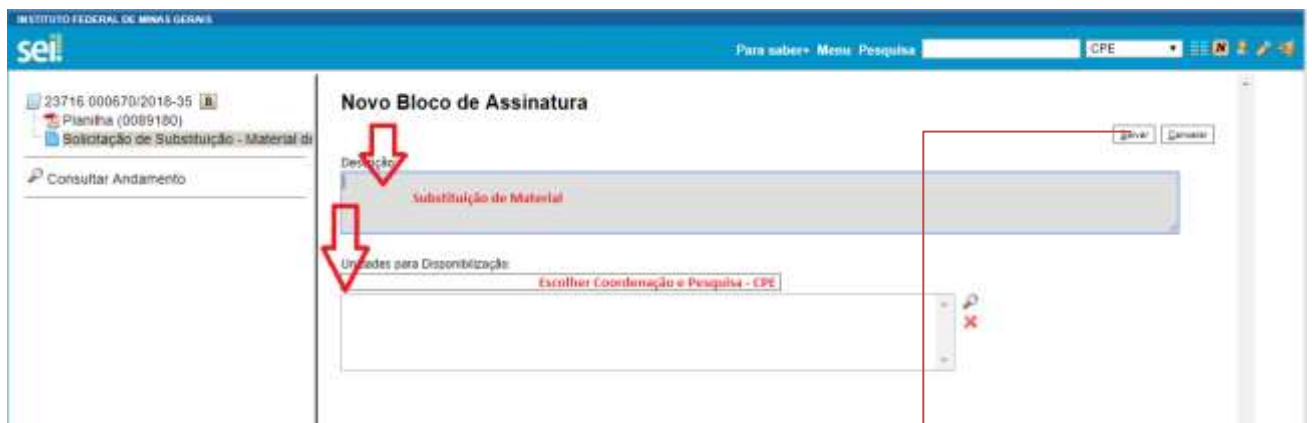 INSTITUTO FEDERAL DE MINAS GERAIS
sei!
Para saber+ Menu Pesquisa CPE
N
23716 000670/2018-35
Planilha (0089180)
Solicitação de Substituição - Material de
Consultar Andamento
Novo Bloco de Assinatura
Salvar Cancelar
Descrição:
Substituição de Material
Unidades para Disponibilização:
Escolher Coordenação e Pesquisa - CPE